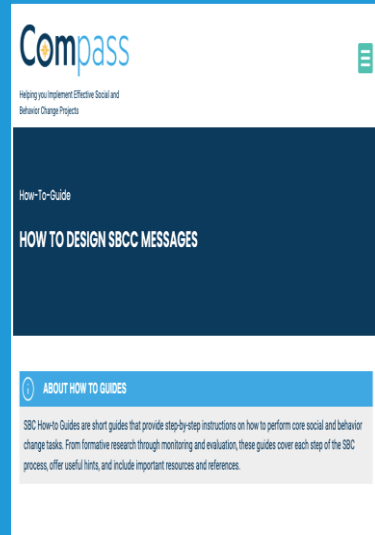 Compass
Helping you Implement Effective Social and
Behavior Change Projects
How-To-Guide
HOW TO DESIGN SBCC MESSAGES
ABOUT HOW TO GUIDES
SBC How-to Guides are short guides that provide step-by-step instructions on how to perform core social and behavior
change tasks. From formative research through monitoring and evaluation, these guides cover each step of the SBC
process, offer useful hints, and include important resources and references.